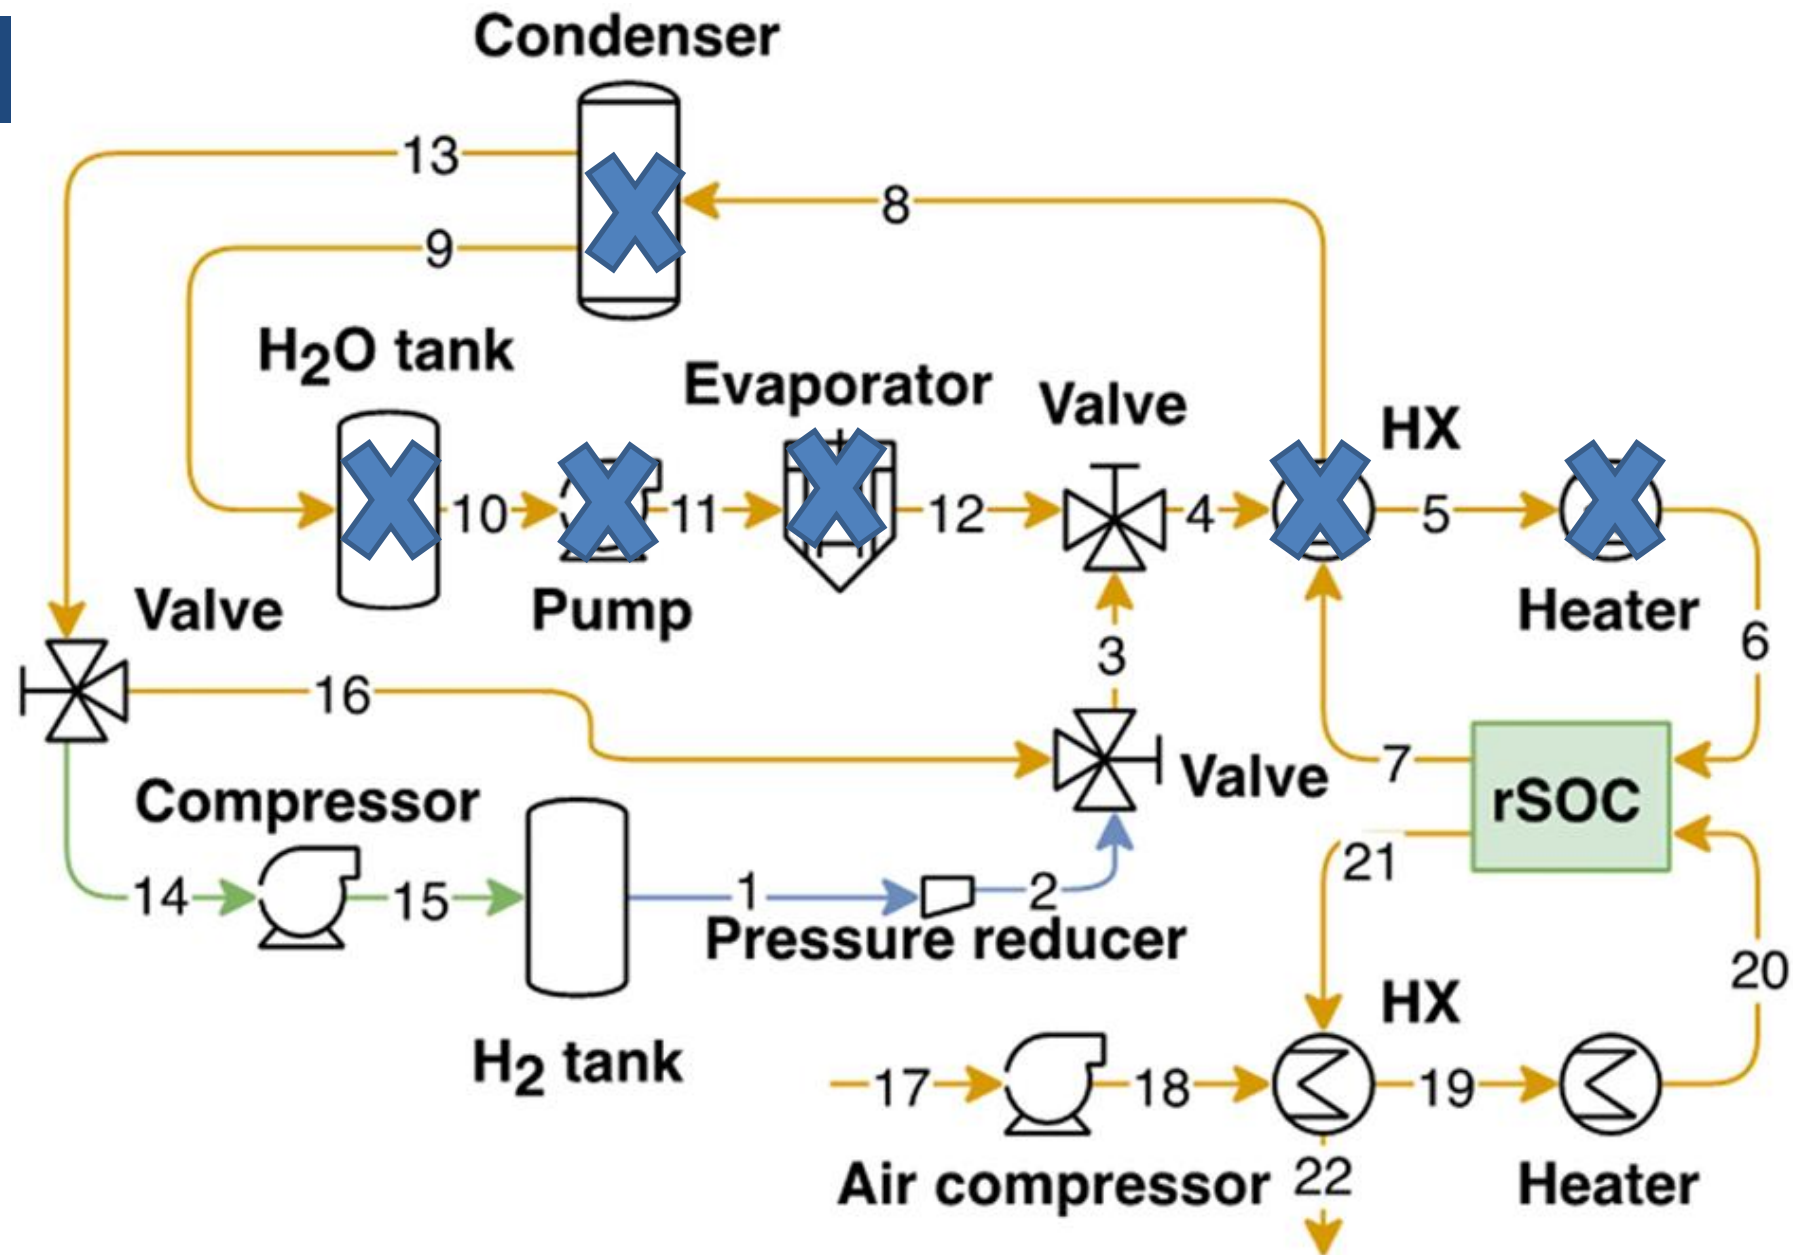 Condenser
13
8
9
H2O tank
Evaporator
Valve
HX
10
11
12
4
5
Valve
Pump
Heater
3
6
16
7
Valve
rSOC
Compressor
21
14
15
1
2
Pressure reducer
20
HX
H2 tank
17
18
19
Air compressor
22
Heater